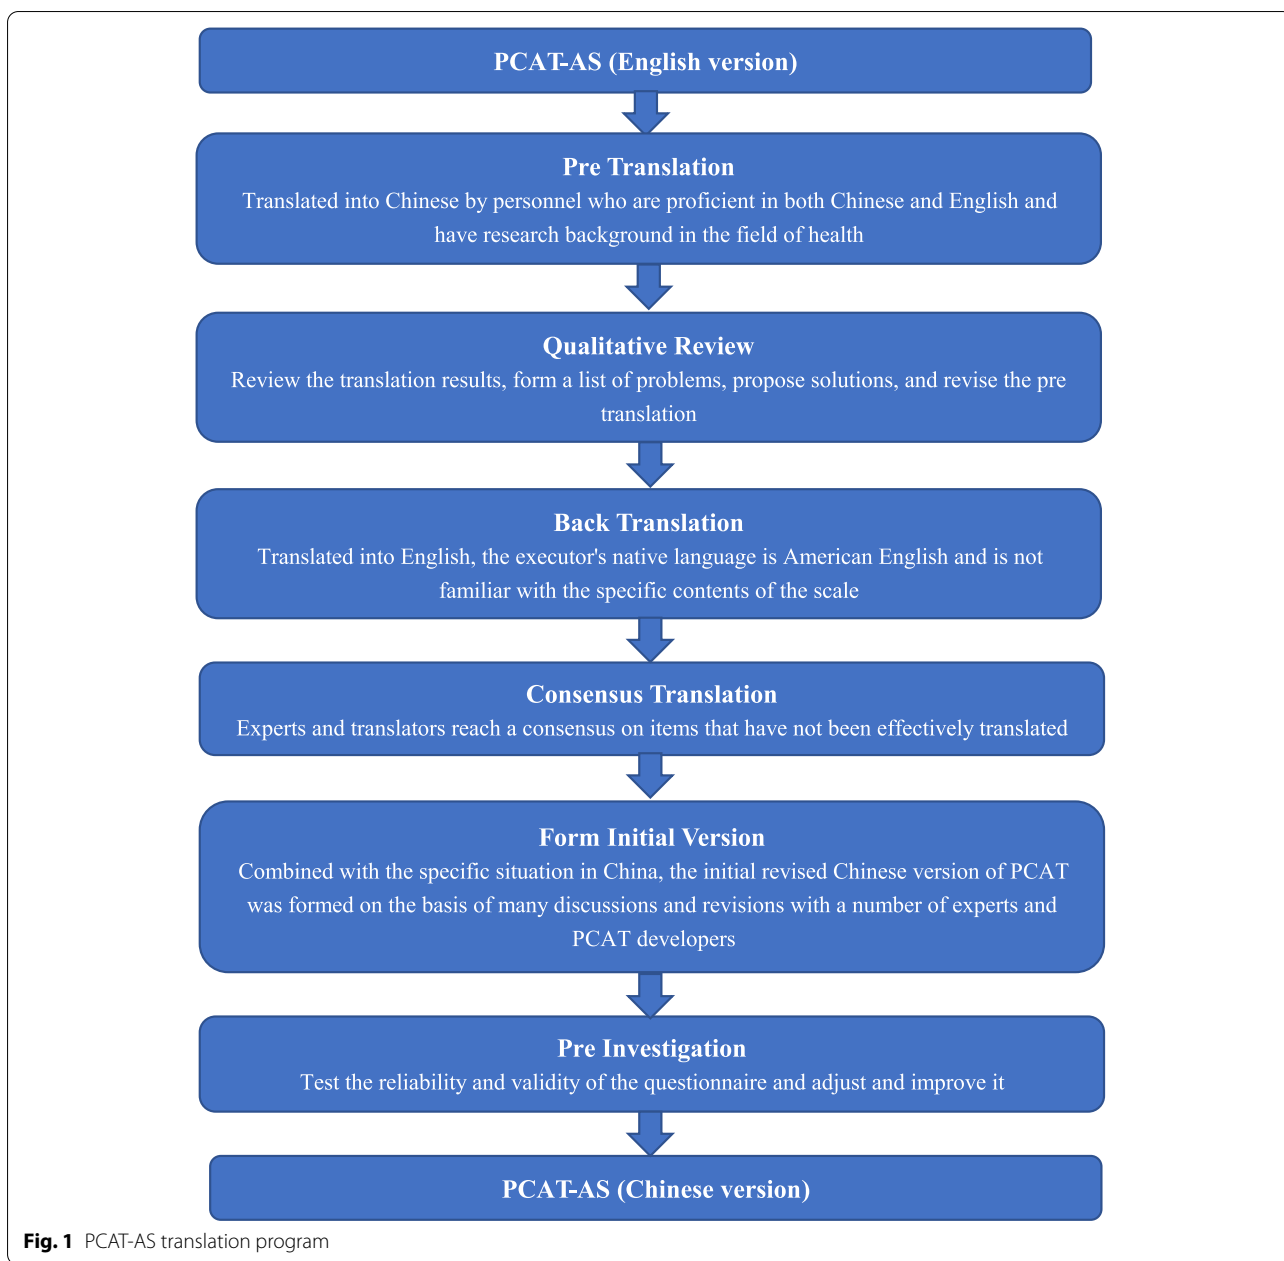 PCAT-AS (English version)
Pre Translation
Translated into Chinese by personnel who are proficient in both Chinese and English and
have research background in the field of health
Qualitative Review
Review the translation results, form a list of problems, propose solutions, and revise the pre
translation
Back Translation
Translated into English, the executor's native language is American English and is not
familiar with the specific contents of the scale
Consensus Translation
Experts and translators reach a consensus on items that have not been effectively translated
Form Initial Version
Combined with the specific situation in China, the initial revised Chinese version of PCAT
was formed on the basis of many discussions and revisions with a number of experts and
PCAT developers
Pre Investigation
Test the reliability and validity of the questionnaire and adjust and improve it
PCAT-AS (Chinese version)
Fig. 1 PCAT-AS translation program